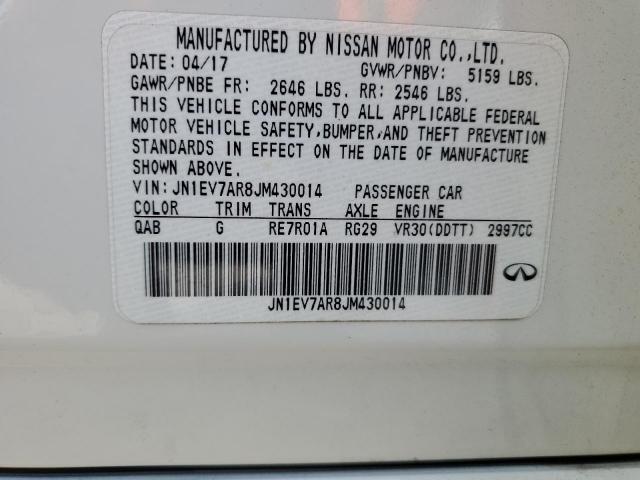 MANUFACTURED BY NISSAN MOTOR CO.,LTD.
DATE: 04/17 GVWR/PNBV: 5159 LBS.
GAWR/PNBE FR: 2646 LBS. RR: 2546 LBS.
THIS VEHICLE CONFORMS TO ALL APPLICABLE FEDERAL
MOTOR VEHICLE SAFETY,BUMPER,AND THEFT PREVENTION
STANDARDS IN EFFECT ON THE DATE OF MANUFACTURE
SHOWN ABOVE.
VIN: JN1EV7AR8JM430014 PASSENGER CAR
COLOR TRIM TRANS AXLE ENGINE
QAB G RE7R01A RG29 VR30(DDTT) 2997CC
JN1EV7AR8JM430014